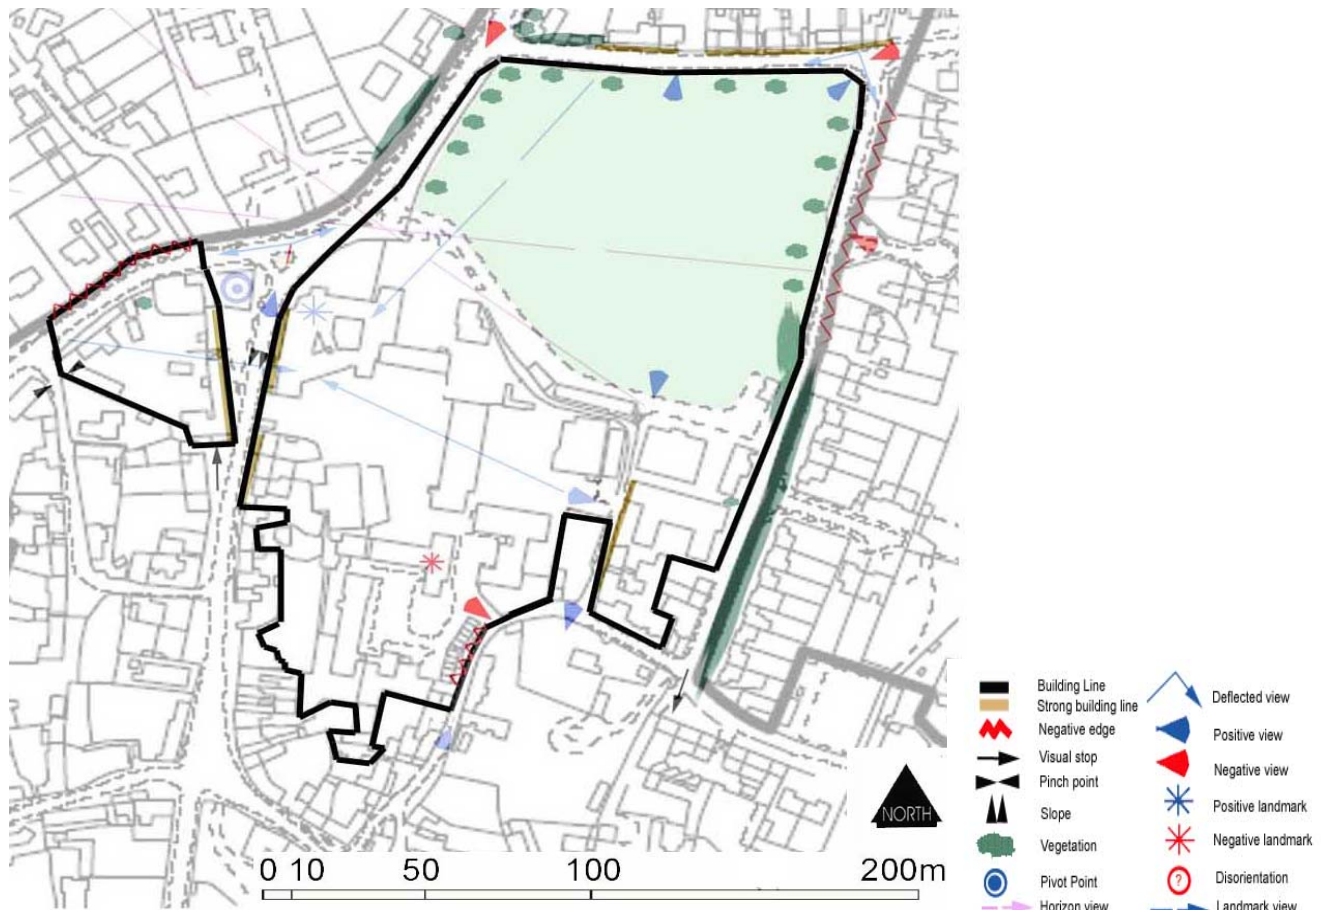 Building Line
Strong building line
Negative edge
Visual stop
Pinch point
Slope
Vegetation
Pivot Point
Horizon view
Deflected view
Positive view
Negative view
Positive landmark
Negative landmark
?
Disorientation
Landmark view
NORTH
0 10 50 100 200m